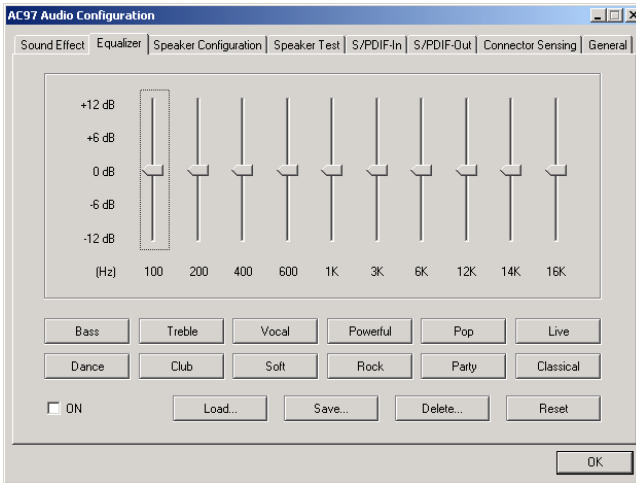 AC97 Audio Configuration
Sound Effect Equalizer Speaker Configuration Speaker Test S/PDIF-In S/PDIF-Out Connector Sensing General
+12 dB
+6 dB
0 dB
-6 dB
-12 dB
(Hz) 100 200 400 600 1K 3K 6K 12K 14K 16K
Bass Treble Vocal Powerful Pop Live
Dance Club Soft Rock Party Classical
ON Load... Save... Delete... Reset
OK